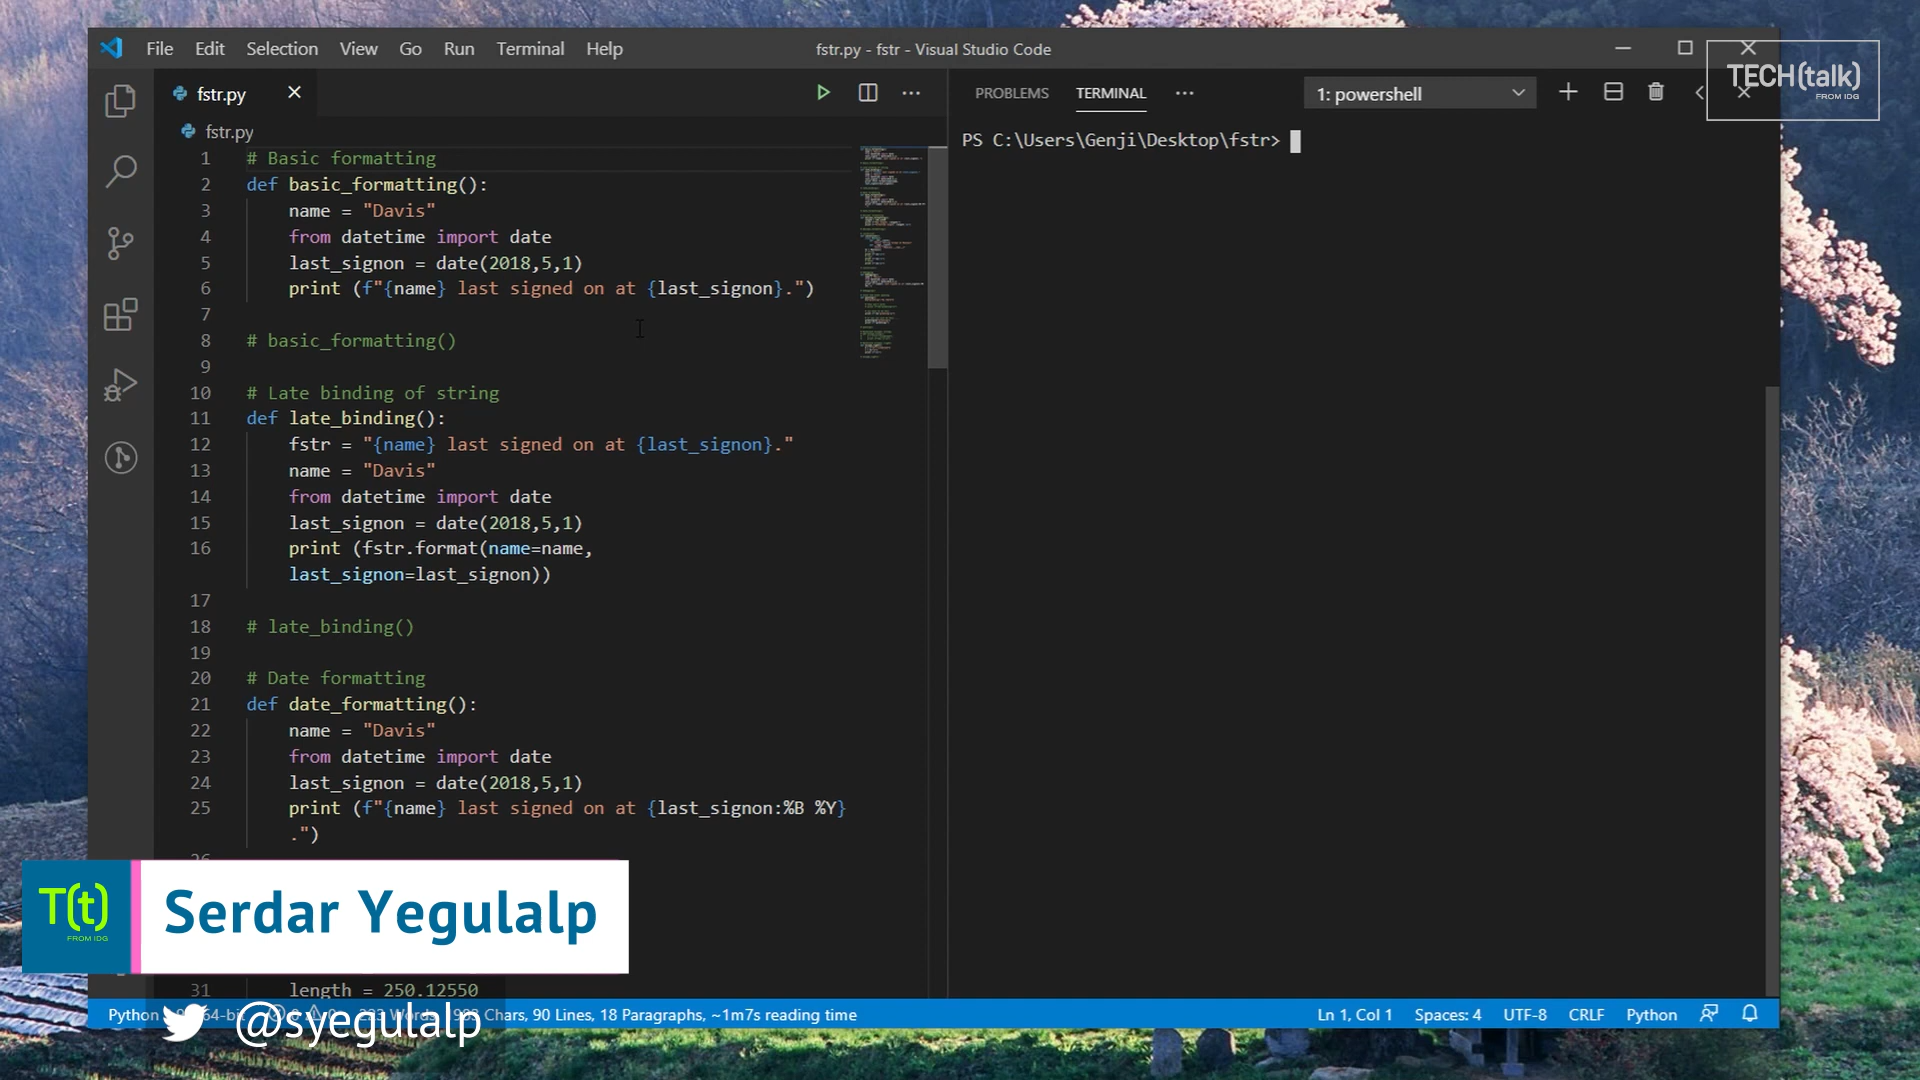 File Edit Selection View Go Run Terminal Help
fstr.py - fstr - Visual Studio Code
TECH(talk)
FROM IDG
fstr.py
PROBLEMS TERMINAL
1: powershell
fstr.py
PS C:\Users\Genji\Desktop\fstr>
1 # Basic formatting
2 def basic_formatting():
3 name = "Davis"
4 from datetime import date
5 last_signon = date(2018,5,1)
6 print (f"{name} last signed on at {last_signon}.")
7
8 # basic_formatting()
9
10 # Late binding of string
11 def late_binding():
12 fstr = "{name} last signed on at {last_signon}."
13 name = "Davis"
14 from datetime import date
15 last_signon = date(2018,5,1)
16 print (fstr.format(name=name,
last_signon=last_signon))
17
18 # late_binding()
19
20 # Date formatting
21 def date_formatting():
22 name = "Davis"
23 from datetime import date
24 last_signon = date(2018,5,1)
25 print (f"{name} last signed on at {last_signon:%B %Y}
.")
T(t)
FROM IDG
Serdar Yegulalp
31 length = 250.12550
@syegulalp
Python
Chars, 90 Lines, 18 Paragraphs, ~1m7s reading time
Ln 1, Col 1 Spaces: 4 UTF-8 CRLF Python